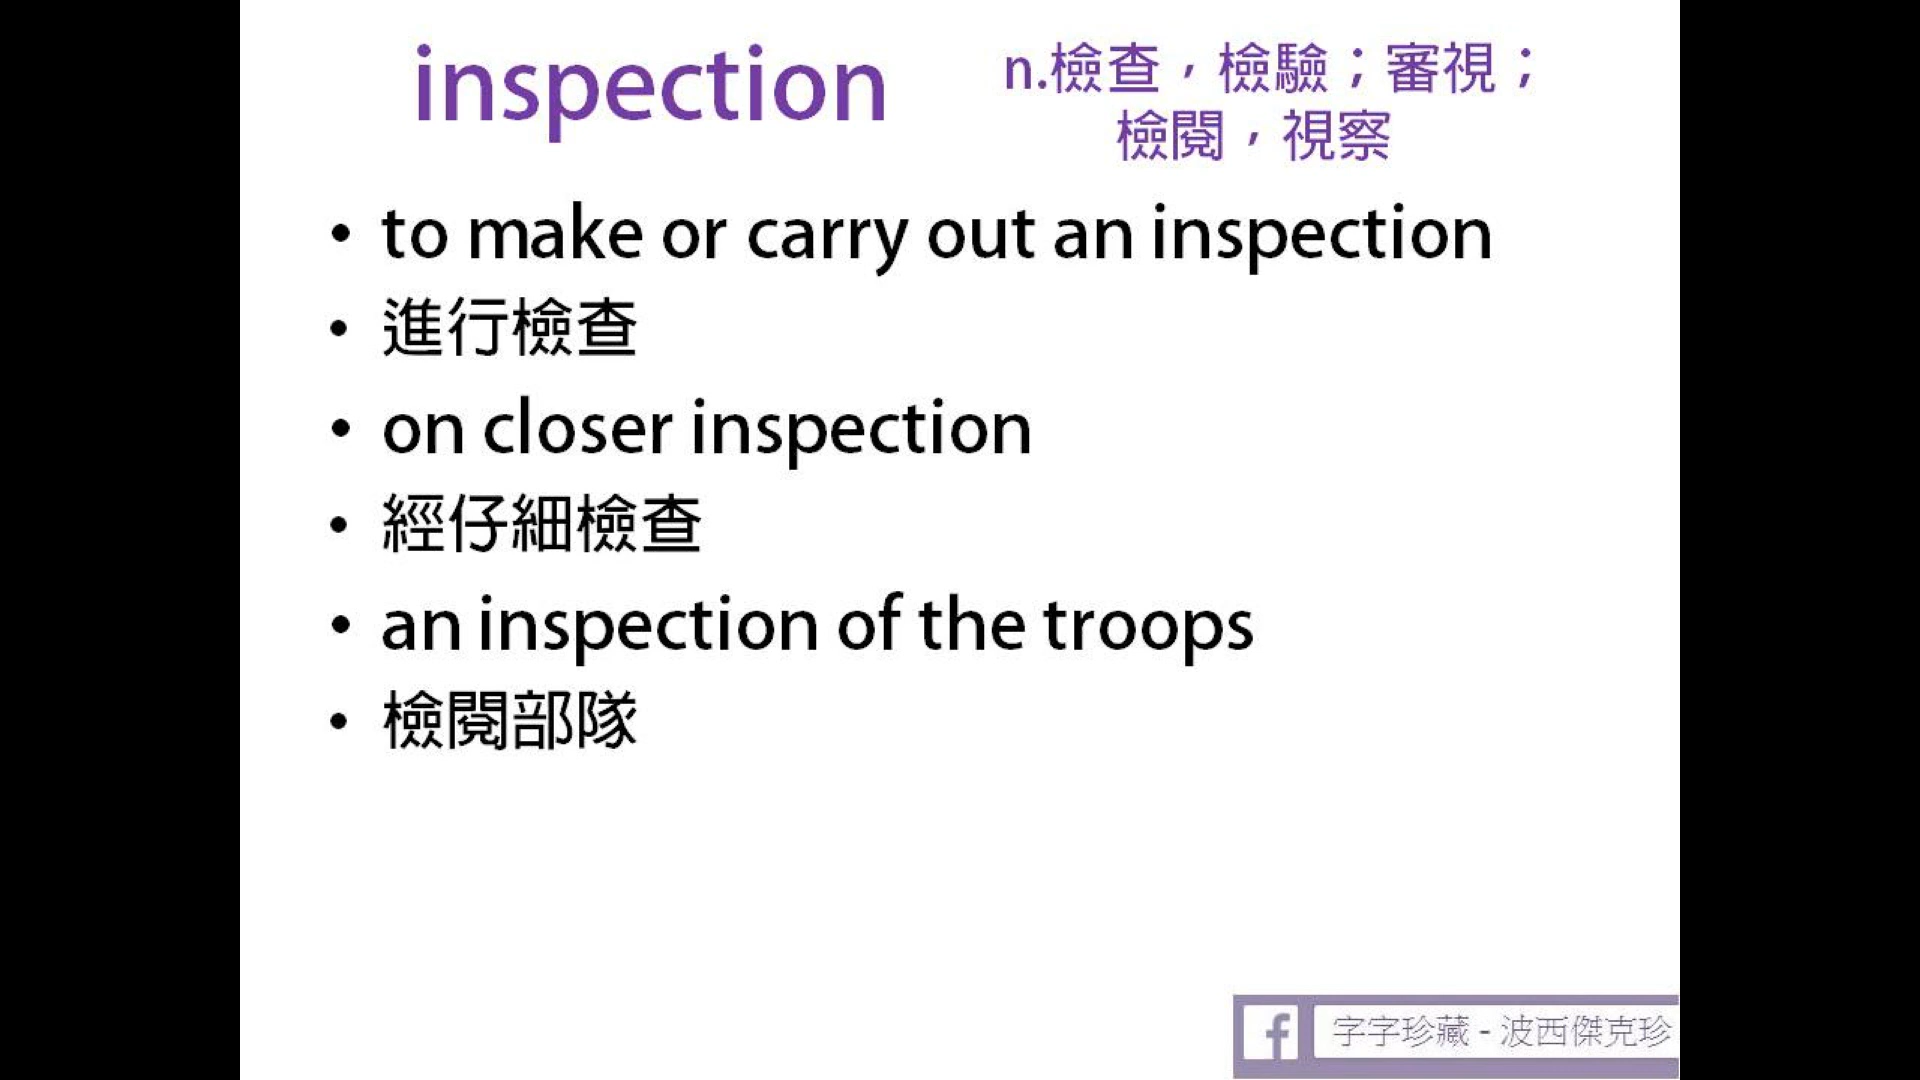 inspection
n.檢查，檢驗；審視；
檢閱，視察
• to make or carry out an inspection
• 進行檢查
• on closer inspection
• 經仔細檢查
• an inspection of the troops
• 檢閱部隊
f 字字珍藏 - 波西傑克珍